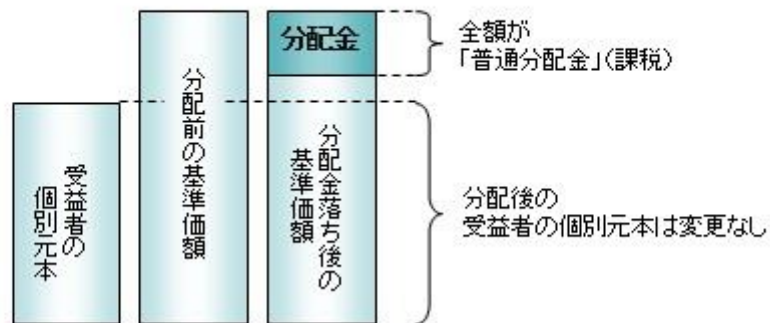 受益者の
個別元本
分配前の基準価額
分配金
分配金落ち後の
基準価額
全額が
「普通分配金」(課税)
分配後の
受益者の個別元本は変更なし